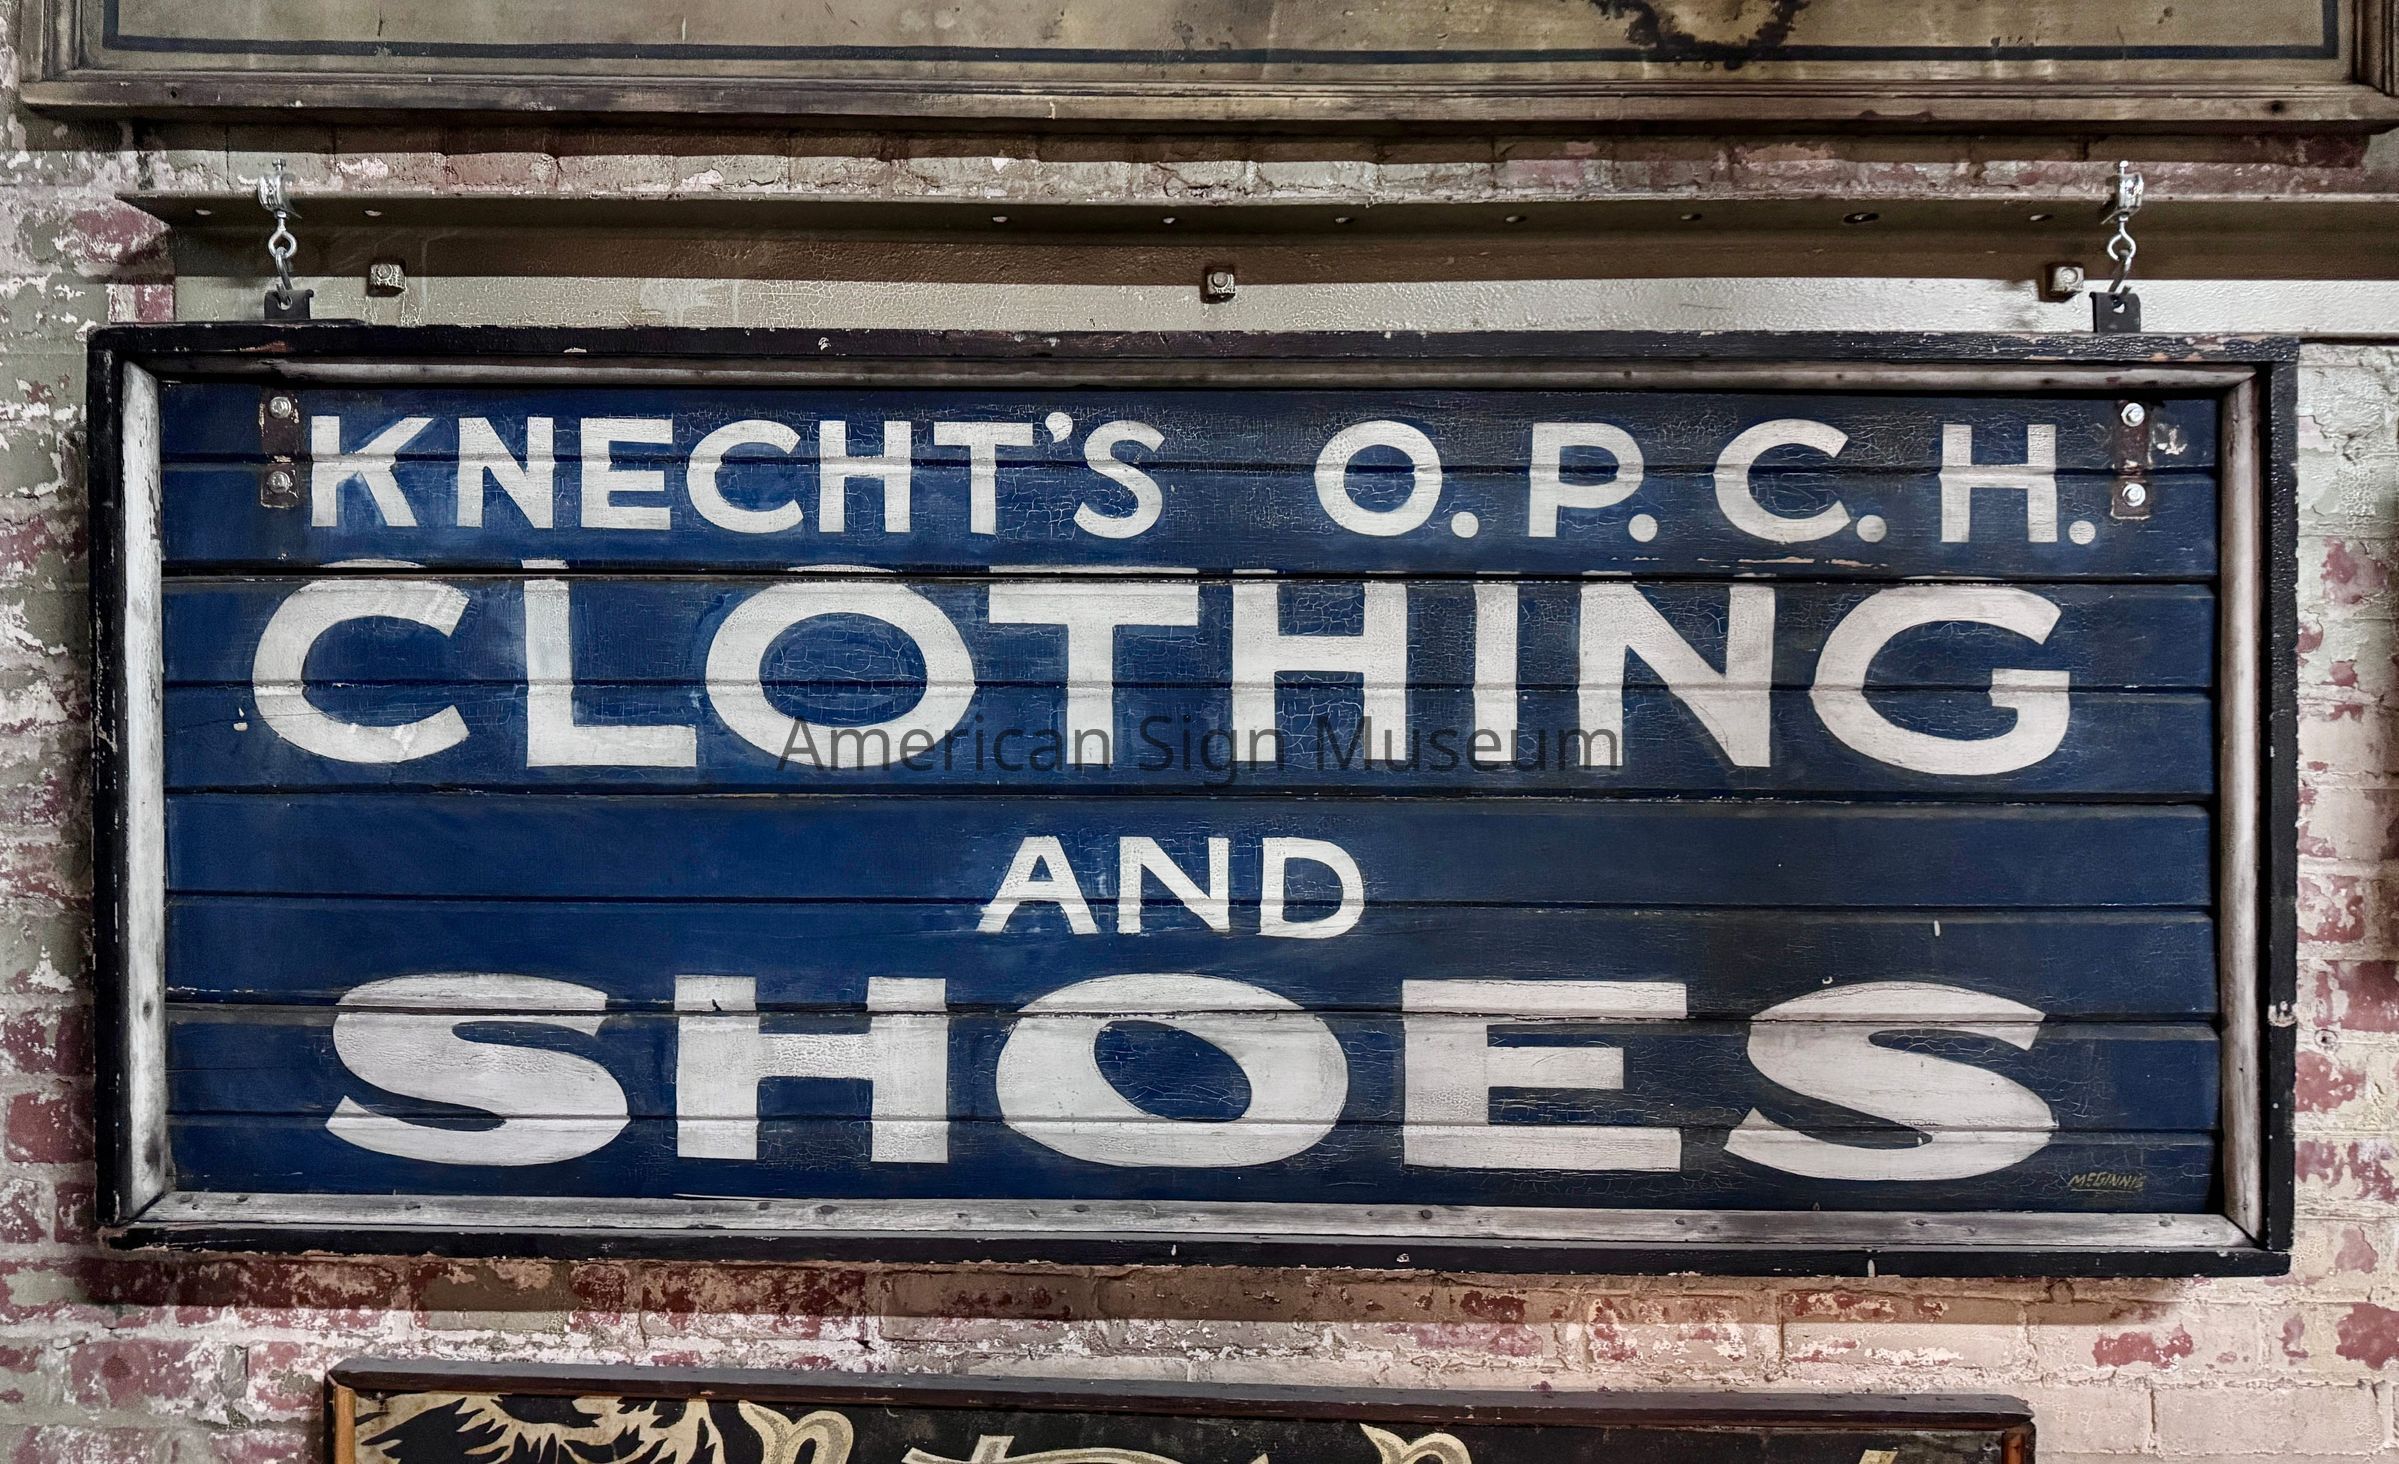 KNECHT'S O.P.C.H.
CLOTHING
American Sign Museum
AND
SHOES
McGINNIS